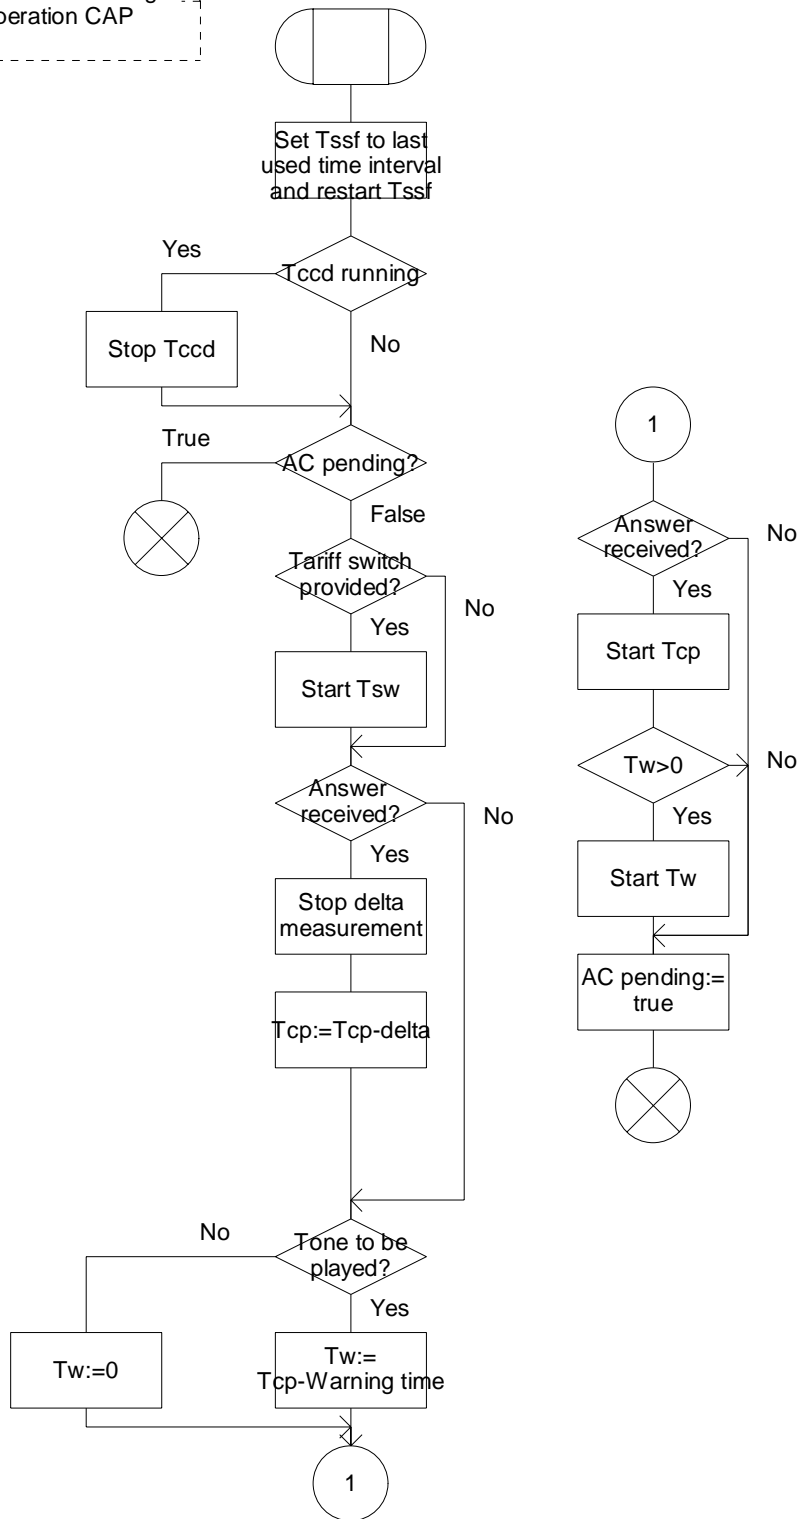 operation CAP
Set Tssf to last
used time interval
and restart Tssf
Yes
Tccd running
Stop Tccd
No
True
AC pending?
False
Tariff switch
provided?
No
Yes
Start Tsw
Answer
received?
No
Yes
Stop delta
measurement
Tcp:=Tcp-delta
No
Tone to be
played?
Yes
Tw:=0
Tw:=
Tcp-Warning time
1
1
Answer
received?
No
Yes
Start Tcp
Tw>0
No
Yes
Start Tw
AC pending:=
true